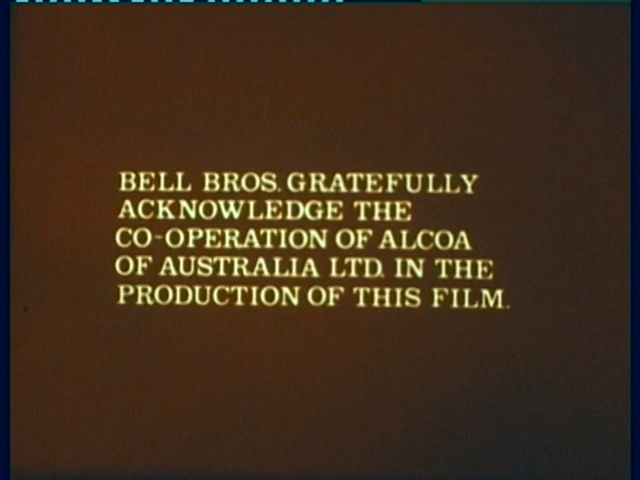 BELL BROS. GRATEFULLY
ACKNOWLEDGE THE
CO-OPERATION OF ALCOA
OF AUSTRALIA LTD. IN THE
PRODUCTION OF THIS FILM.